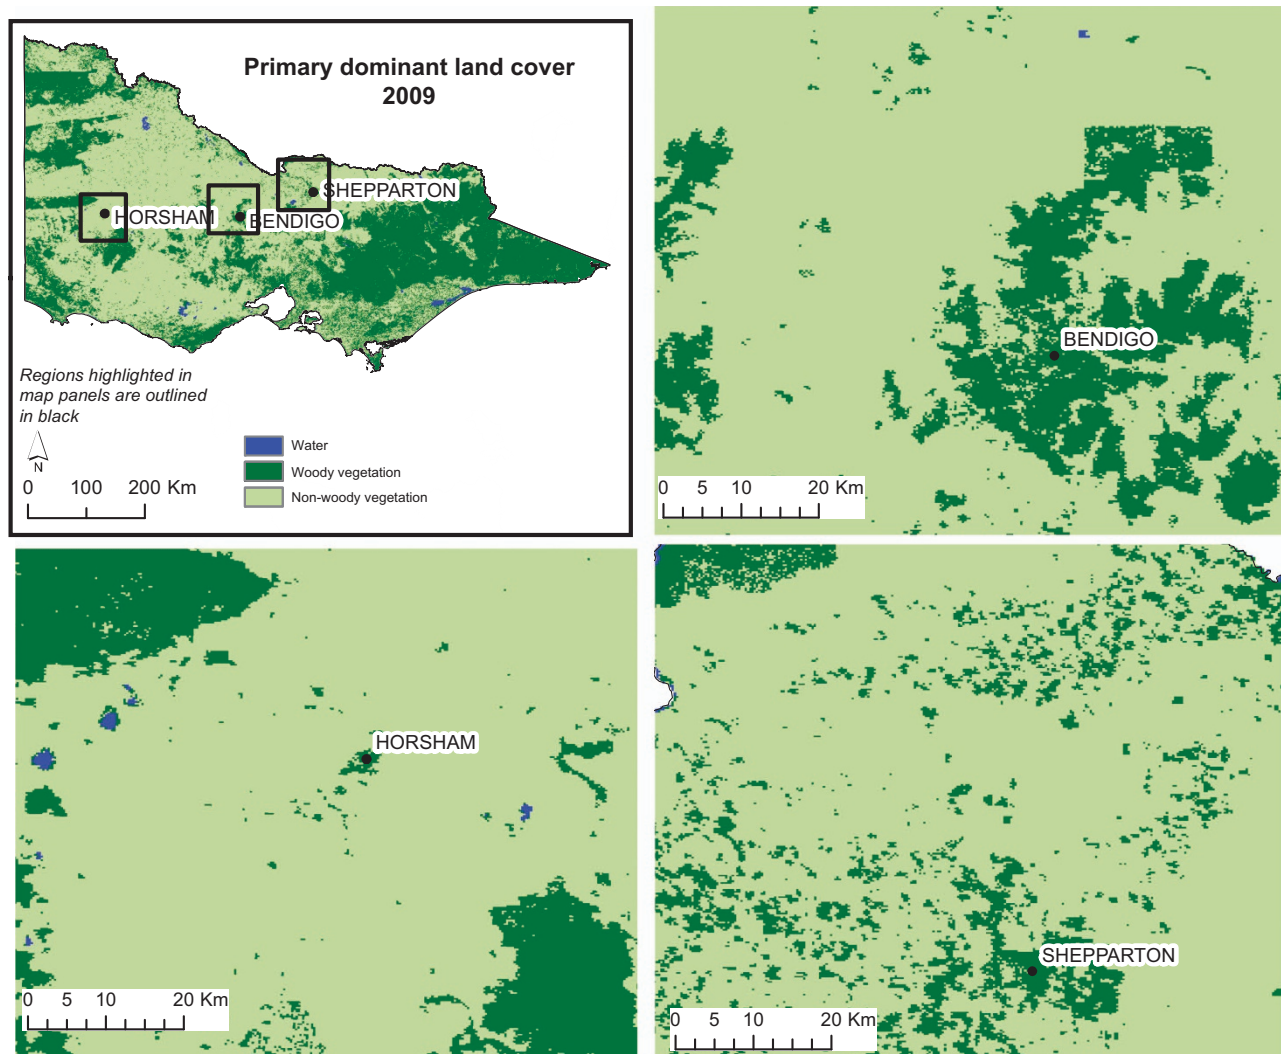 Primary dominant land cover
2009
SHEPPARTON
HORSHAM
BENDIGO
Regions highlighted in
map panels are outlined
in black
N
0 100 200 Km
Water
Woody vegetation
Non-woody vegetation
BENDIGO
0 5 10 20 Km
HORSHAM
0 5 10 20 Km
SHEPPARTON
0 5 10 20 Km